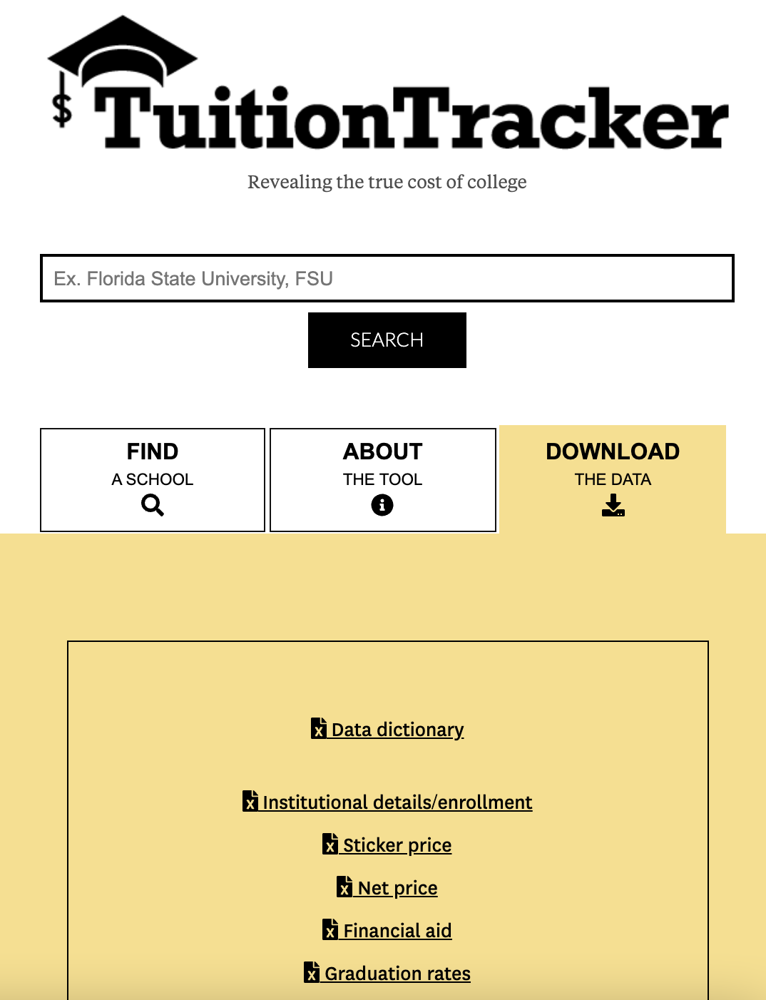 $ TuitionTracker
Revealing the true cost of college
Ex. Florida State University, FSU
SEARCH
FIND
A SCHOOL
ABOUT
THE TOOL
DOWNLOAD
THE DATA
Data dictionary
Institutional details/enrollment
Sticker price
Net price
Financial aid
Graduation rates